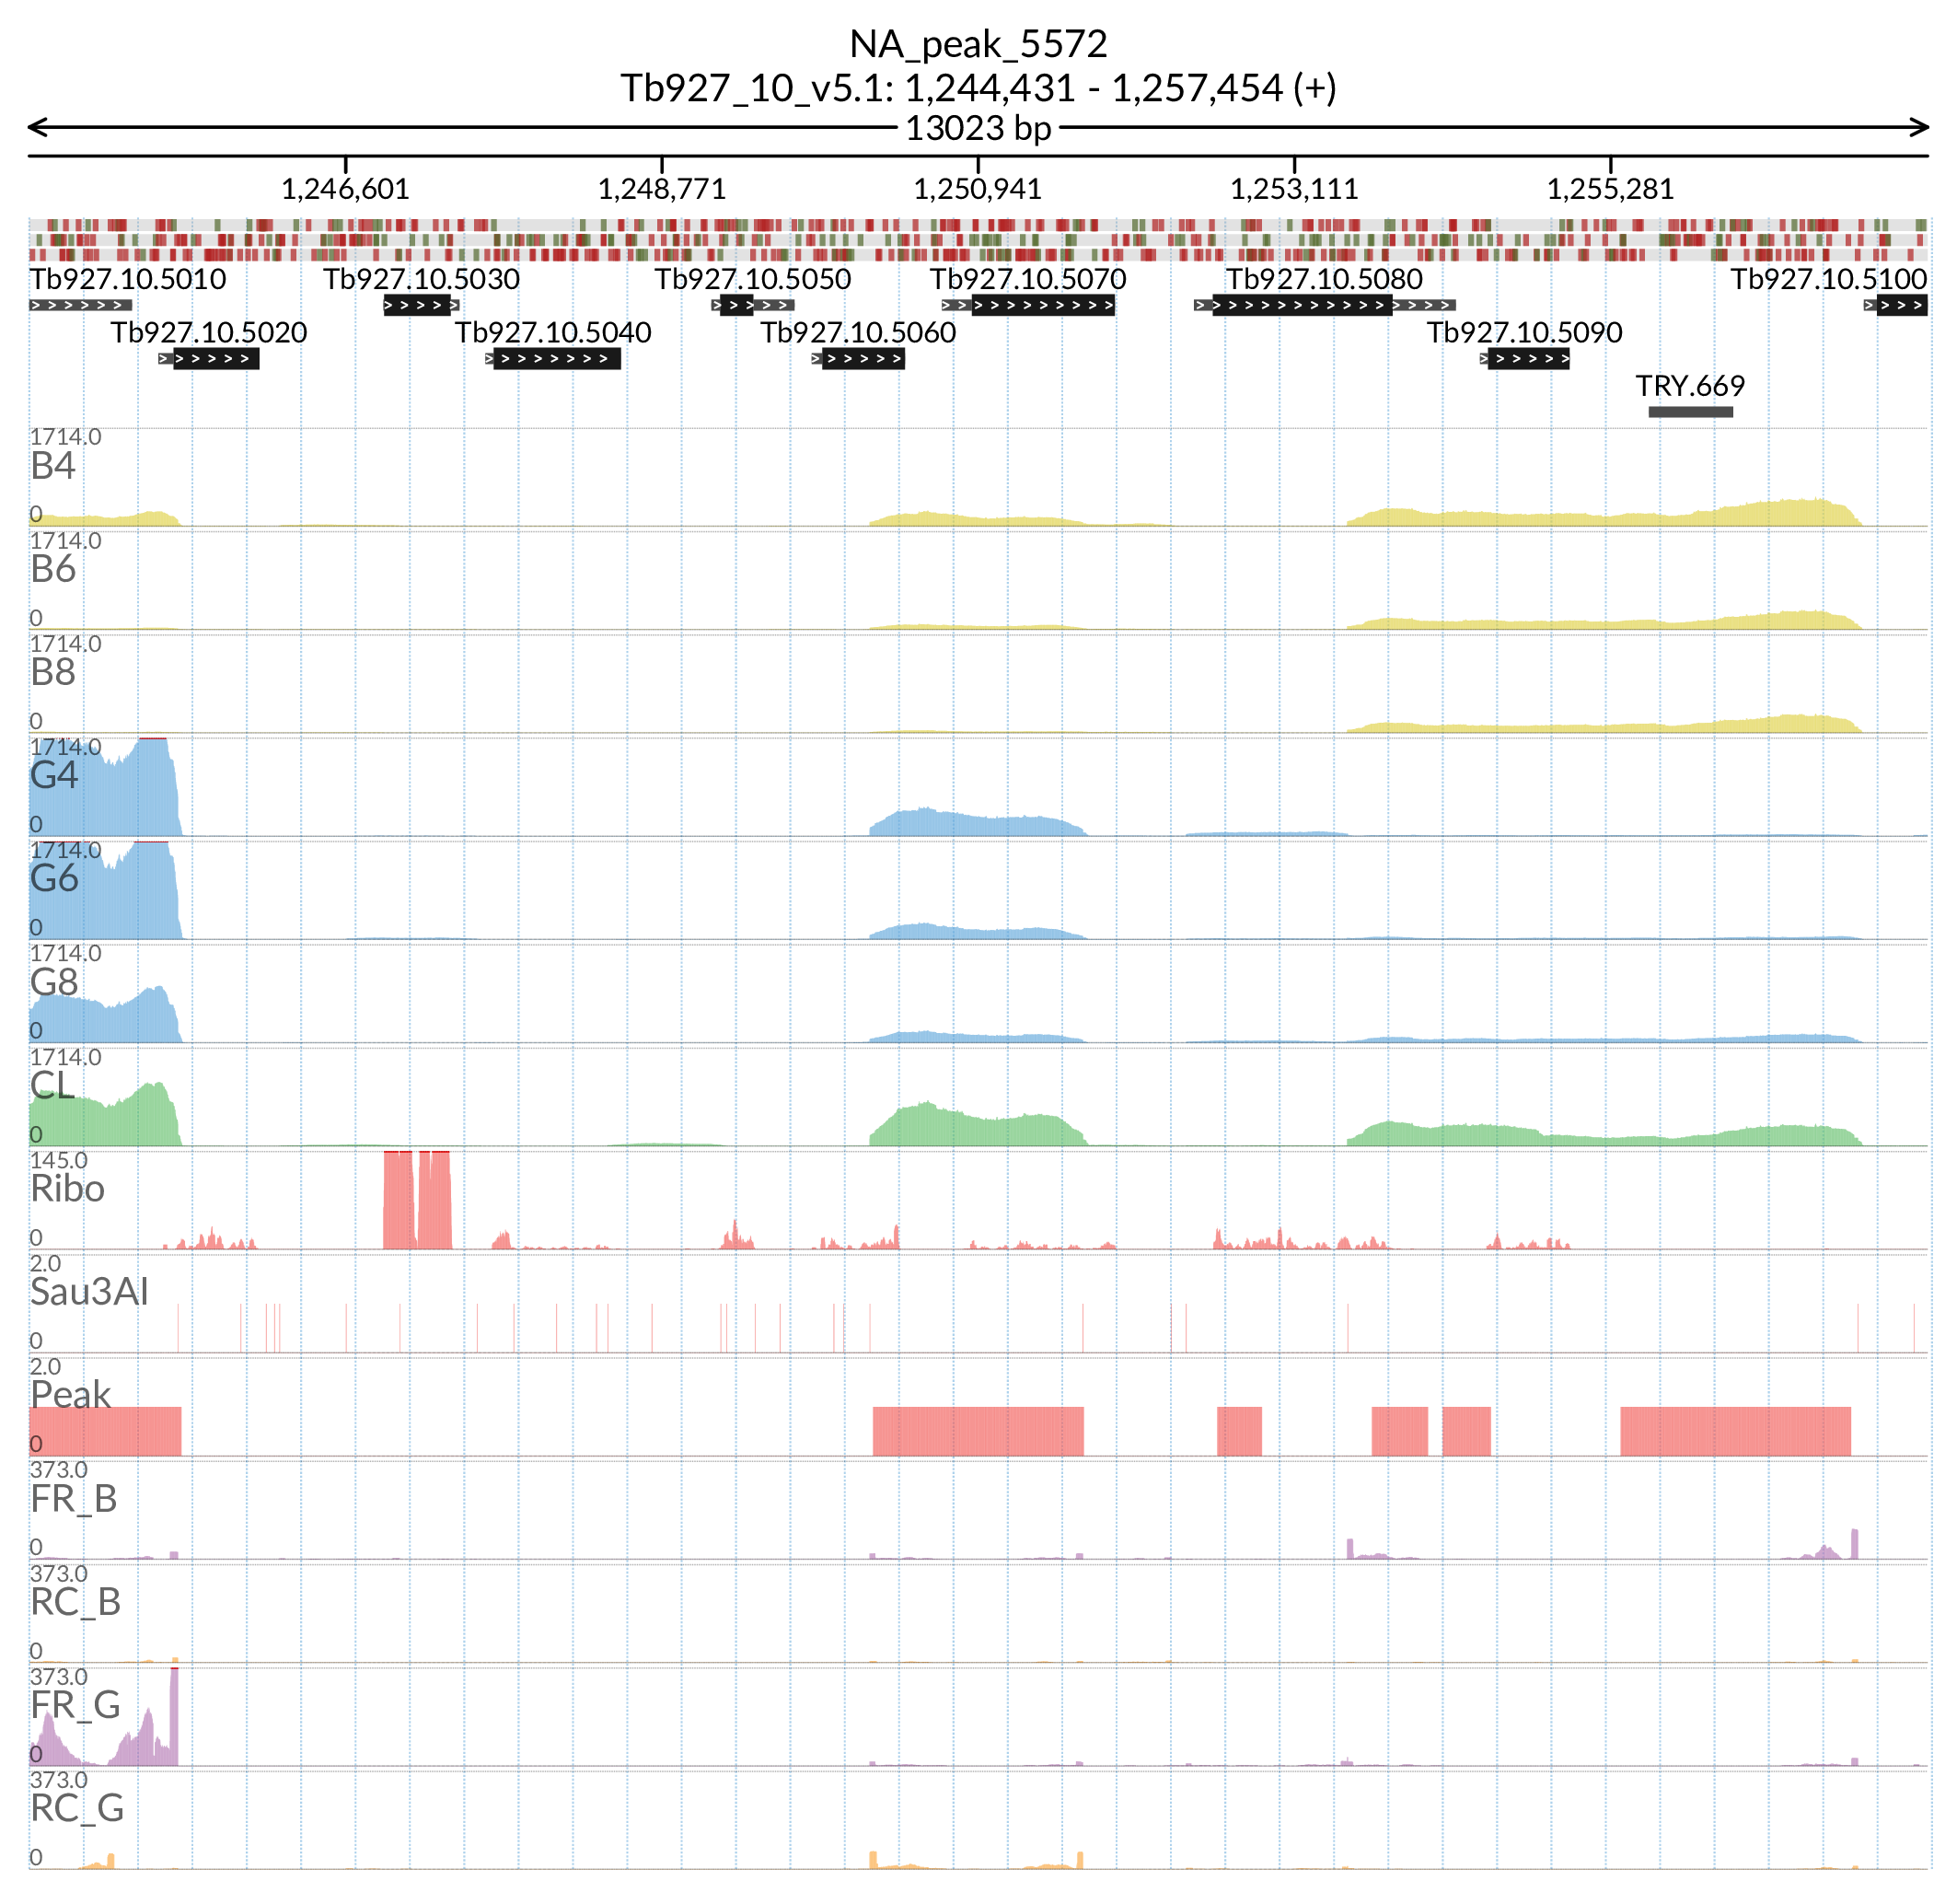 NA_peak_5572
Tb927_10_v5.1: 1,244,431 - 1,257,454 (+)
13023 bp
1,246,601 1,248,771 1,250,941 1,253,111 1,255,281
Tb927.10.5010 Tb927.10.5030 Tb927.10.5050 Tb927.10.5070 Tb927.10.5080 Tb927.10.5100
Tb927.10.5020 Tb927.10.5040 Tb927.10.5060 Tb927.10.5090
TRY.669
1714.0
B4
0
1714.0
B6
0
1714.0
B8
0
1714.0
G4
0
1714.0
G6
0
1714.0
G8
0
1714.0
CL
0
145.0
Ribo
0
2.0
Sau3AI
0
2.0
Peak
0
373.0
FR_B
0
373.0
RC_B
0
373.0
FR_G
0
373.0
RC_G
0